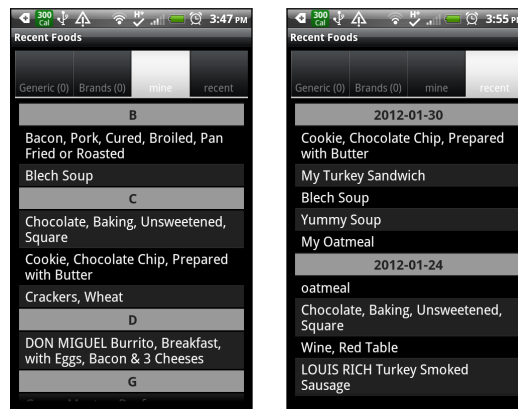 300
Cal
H+
3:47 PM
Recent Foods
Generic (0) Brands (0) mine recent
B
Bacon, Pork, Cured, Broiled, Pan
Fried or Roasted
Blech Soup
C
Chocolate, Baking, Unsweetened,
Square
Cookie, Chocolate Chip, Prepared
with Butter
Crackers, Wheat
D
DON MIGUEL Burrito, Breakfast,
with Eggs, Bacon & 3 Cheeses
G
300
Cal
H+
3:55 PM
Recent Foods
Generic (0) Brands (0) mine recent
2012-01-30
Cookie, Chocolate Chip, Prepared
with Butter
My Turkey Sandwich
Blech Soup
Yummy Soup
My Oatmeal
2012-01-24
oatmeal
Chocolate, Baking, Unsweetened,
Square
Wine, Red Table
LOUIS RICH Turkey Smoked
Sausage